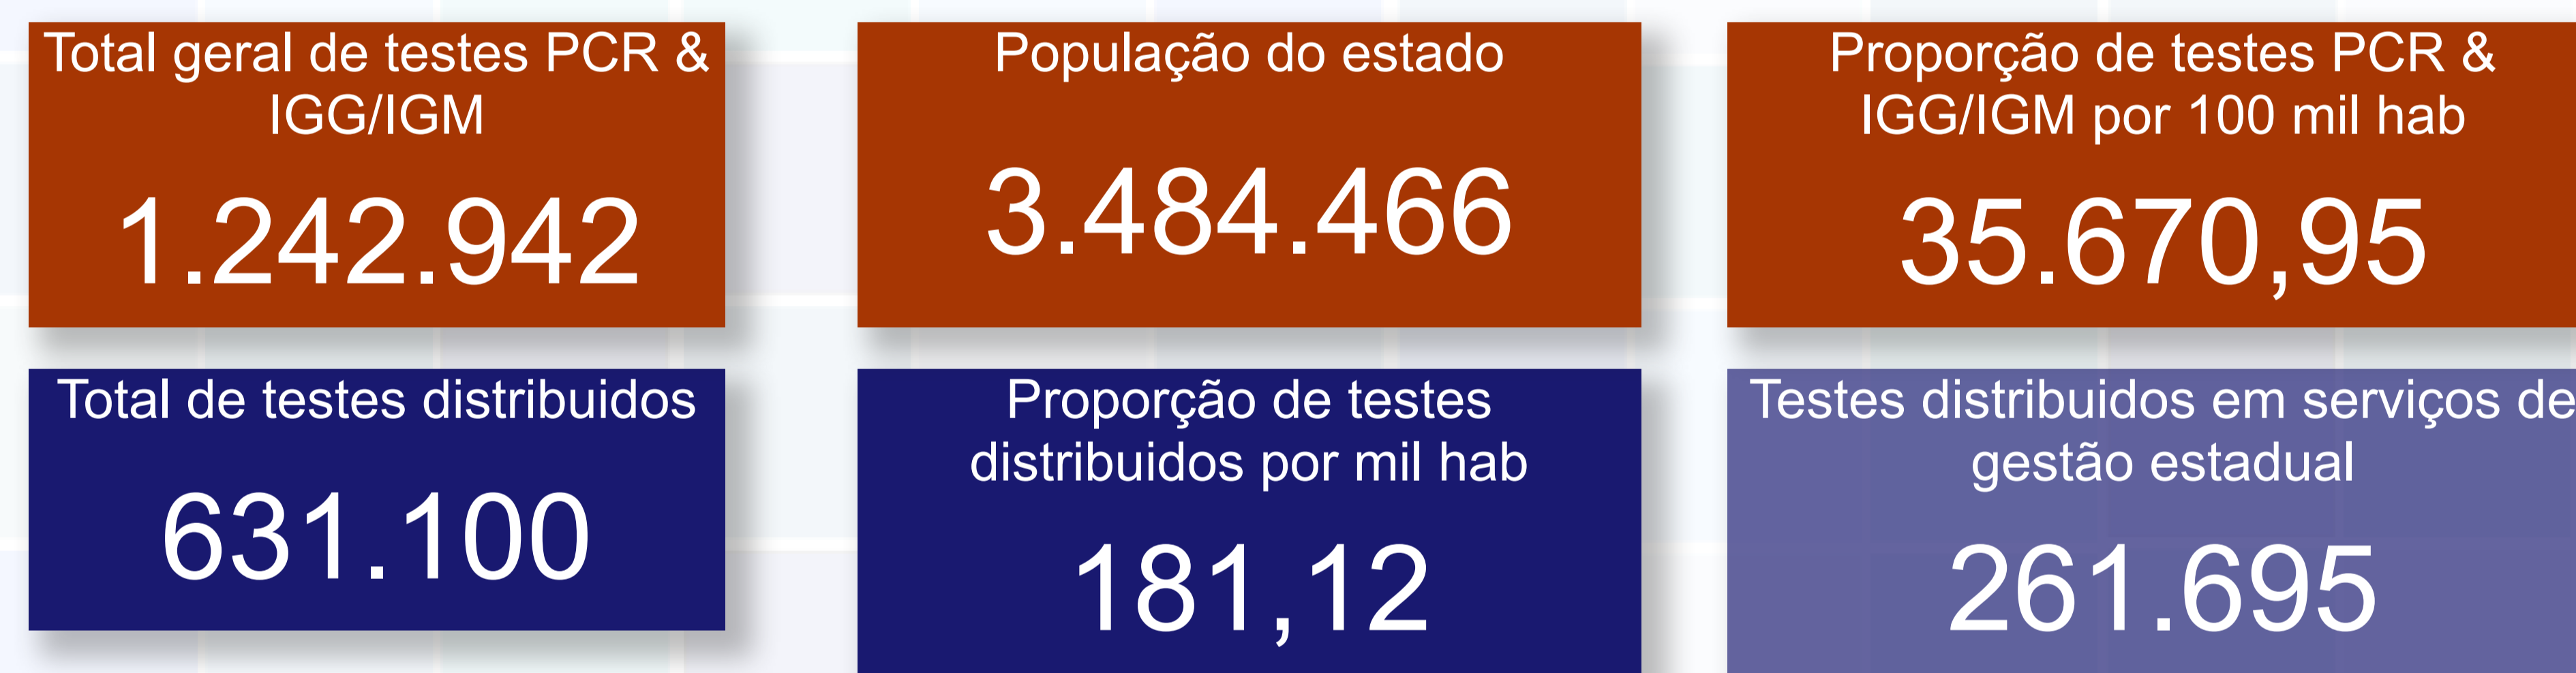 Total geral de testes PCR &
IGG/IGM
1.242.942
População do estado
3.484.466
Proporção de testes PCR &
IGG/IGM por 100 mil hab
35.670,95
Total de testes distribuidos
631.100
Proporção de testes
distribuidos por mil hab
181,12
Testes distribuidos em serviços de
gestão estadual
261.695